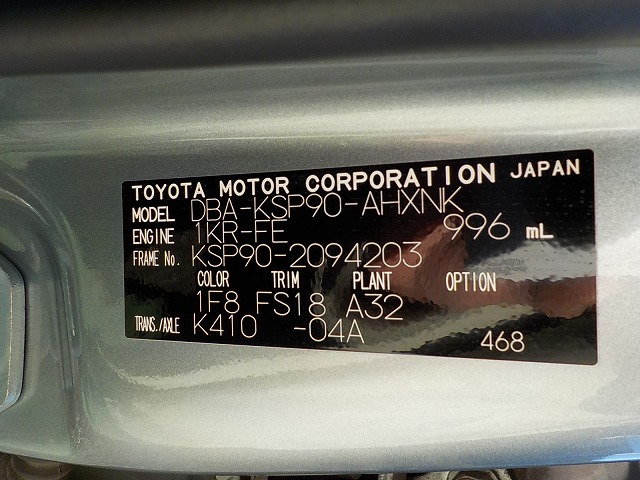 TOYOTA MOTOR CORPORATION JAPAN
MODEL DBA-KSP90-AHXNK
ENGINE 1KR-FE 996 mL
FRAME No. KSP90-2094203
COLOR TRIM PLANT OPTION
1F8 FS18 A32
TRANS./AXLE K410 -04A
468